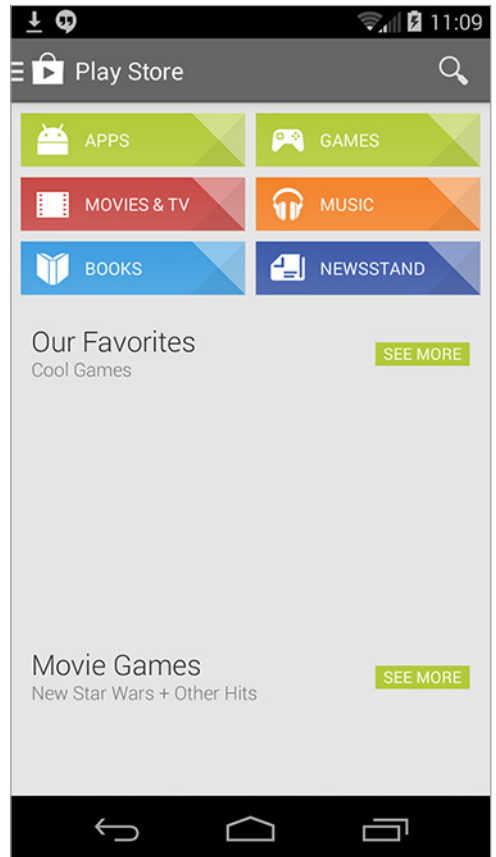 11:09
Play Store
APPS
GAMES
MOVIES & TV
MUSIC
BOOKS
NEWSSTAND
Our Favorites
Cool Games
SEE MORE
Movie Games
New Star Wars + Other Hits
SEE MORE